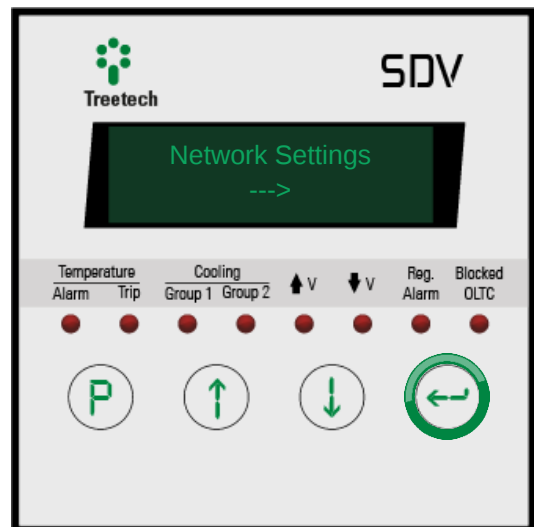 Treetech
SDV
Network Settings
--->
Temperature
Alarm Trip
Cooling
Group 1 Group 2
V
V
Reg.
Alarm
Blocked
OLTC
P